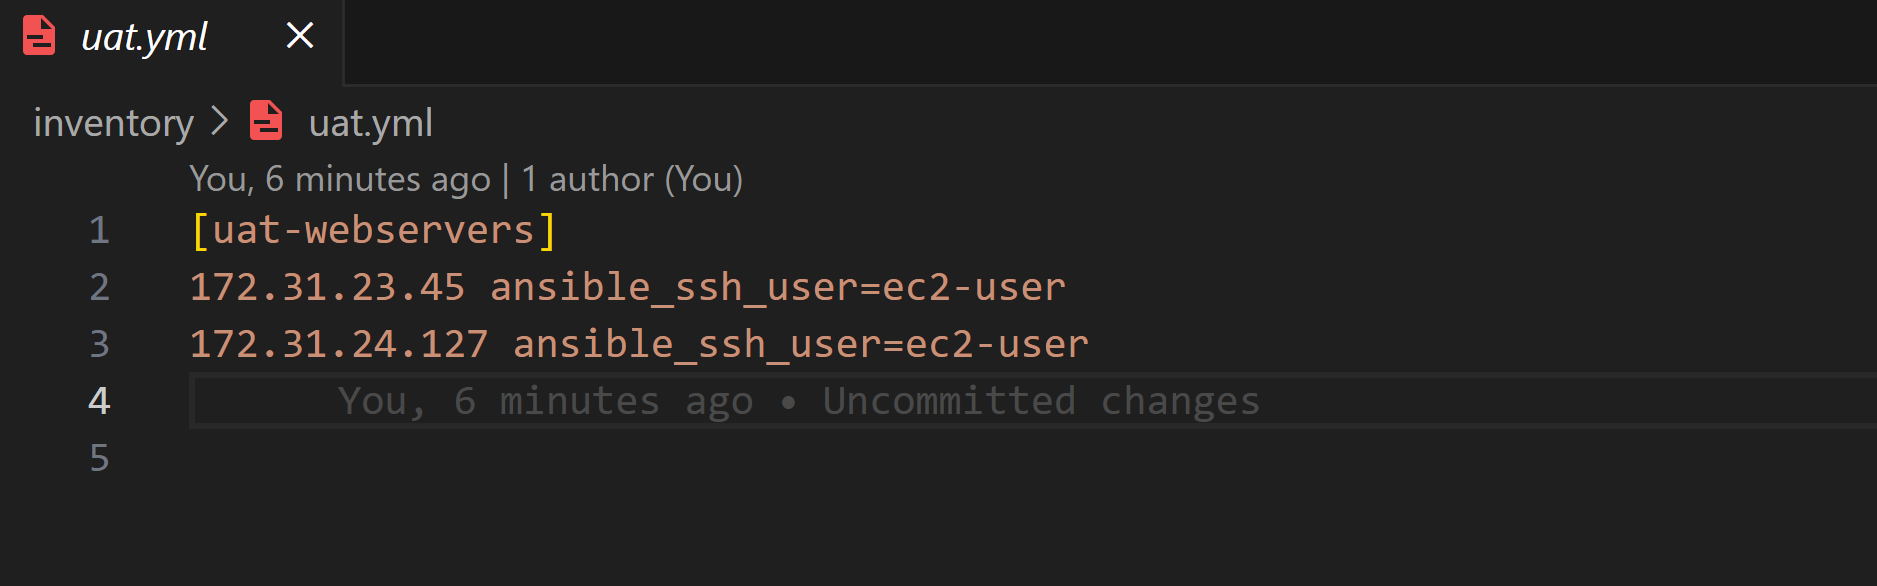 uat.yml
inventory > uat.yml
You, 6 minutes ago | 1 author (You)
1 [uat-webservers]
2 172.31.23.45 ansible_ssh_user=ec2-user
3 172.31.24.127 ansible_ssh_user=ec2-user
4 You, 6 minutes ago • Uncommitted changes
5